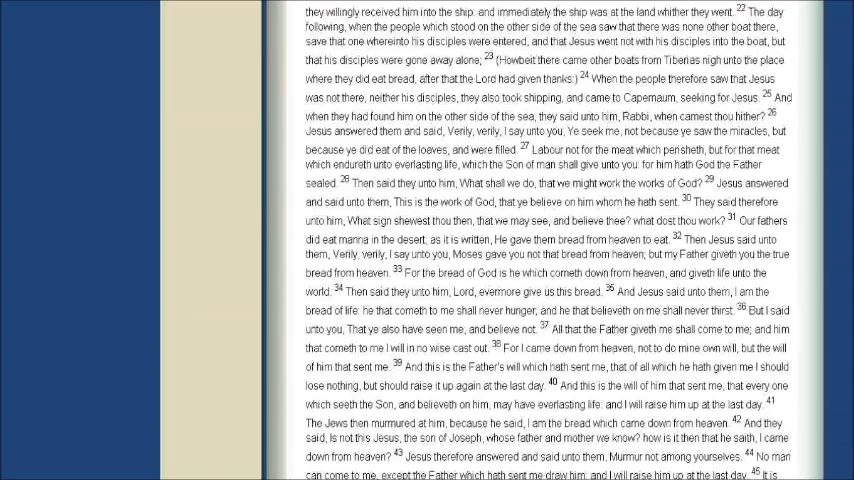 they willingly received him into the ship: and immediately the ship was at the land whither they went. 22 The day
following, when the people which stood on the other side of the sea saw that there was none other boat there,
save that one whereinto his disciples were entered, and that Jesus went not with his disciples into the boat, but
that his disciples were gone away alone; 23 (Howbeit there came other boats from Tiberias nigh unto the place
where they did eat bread, after that the Lord had given thanks:) 24 When the people therefore saw that Jesus
was not there, neither his disciples, they also took shipping, and came to Capernaum, seeking for Jesus. 25 And
when they had found him on the other side of the sea, they said unto him, Rabbi, when camest thou hither? 26
Jesus answered them and said, Verily, verily, I say unto you, Ye seek me, not because ye saw the miracles, but
because ye did eat of the loaves, and were filled. 27 Labour not for the meat which perisheth, but for that meat
which endureth unto everlasting life, which the Son of man shall give unto you: for him hath God the Father
sealed. 28 Then said they unto him, What shall we do, that we might work the works of God? 29 Jesus answered
and said unto them, This is the work of God, that ye believe on him whom he hath sent. 30 They said therefore
unto him, What sign shewest thou then, that we may see, and believe thee? what dost thou work? 31 Our fathers
did eat manna in the desert; as it is written, He gave them bread from heaven to eat. 32 Then Jesus said unto
them, Verily, verily, I say unto you, Moses gave you not that bread from heaven; but my Father giveth you the true
bread from heaven. 33 For the bread of God is he which cometh down from heaven, and giveth life unto the
world. 34 Then said they unto him, Lord, evermore give us this bread. 35 And Jesus said unto them, I am the
bread of life: he that cometh to me shall never hunger; and he that believeth on me shall never thirst. 36 But I said
unto you, That ye also have seen me, and believe not. 37 All that the Father giveth me shall come to me; and him
that cometh to me I will in no wise cast out. 38 For I came down from heaven, not to do mine own will, but the will
of him that sent me. 39 And this is the Father's will which hath sent me, that of all which he hath given me I should
lose nothing, but should raise it up again at the last day. 40 And this is the will of him that sent me, that every one
which seeth the Son, and believeth on him, may have everlasting life: and I will raise him up at the last day. 41
The Jews then murmured at him, because he said, I am the bread which came down from heaven. 42 And they
said, Is not this Jesus, the son of Joseph, whose father and mother we know? how is it then that he saith, I came
down from heaven? 43 Jesus therefore answered and said unto them, Murmur not among yourselves. 44 No man
can come to me, except the Father which hath sent me draw him: and I will raise him up at the last day. 45 It is